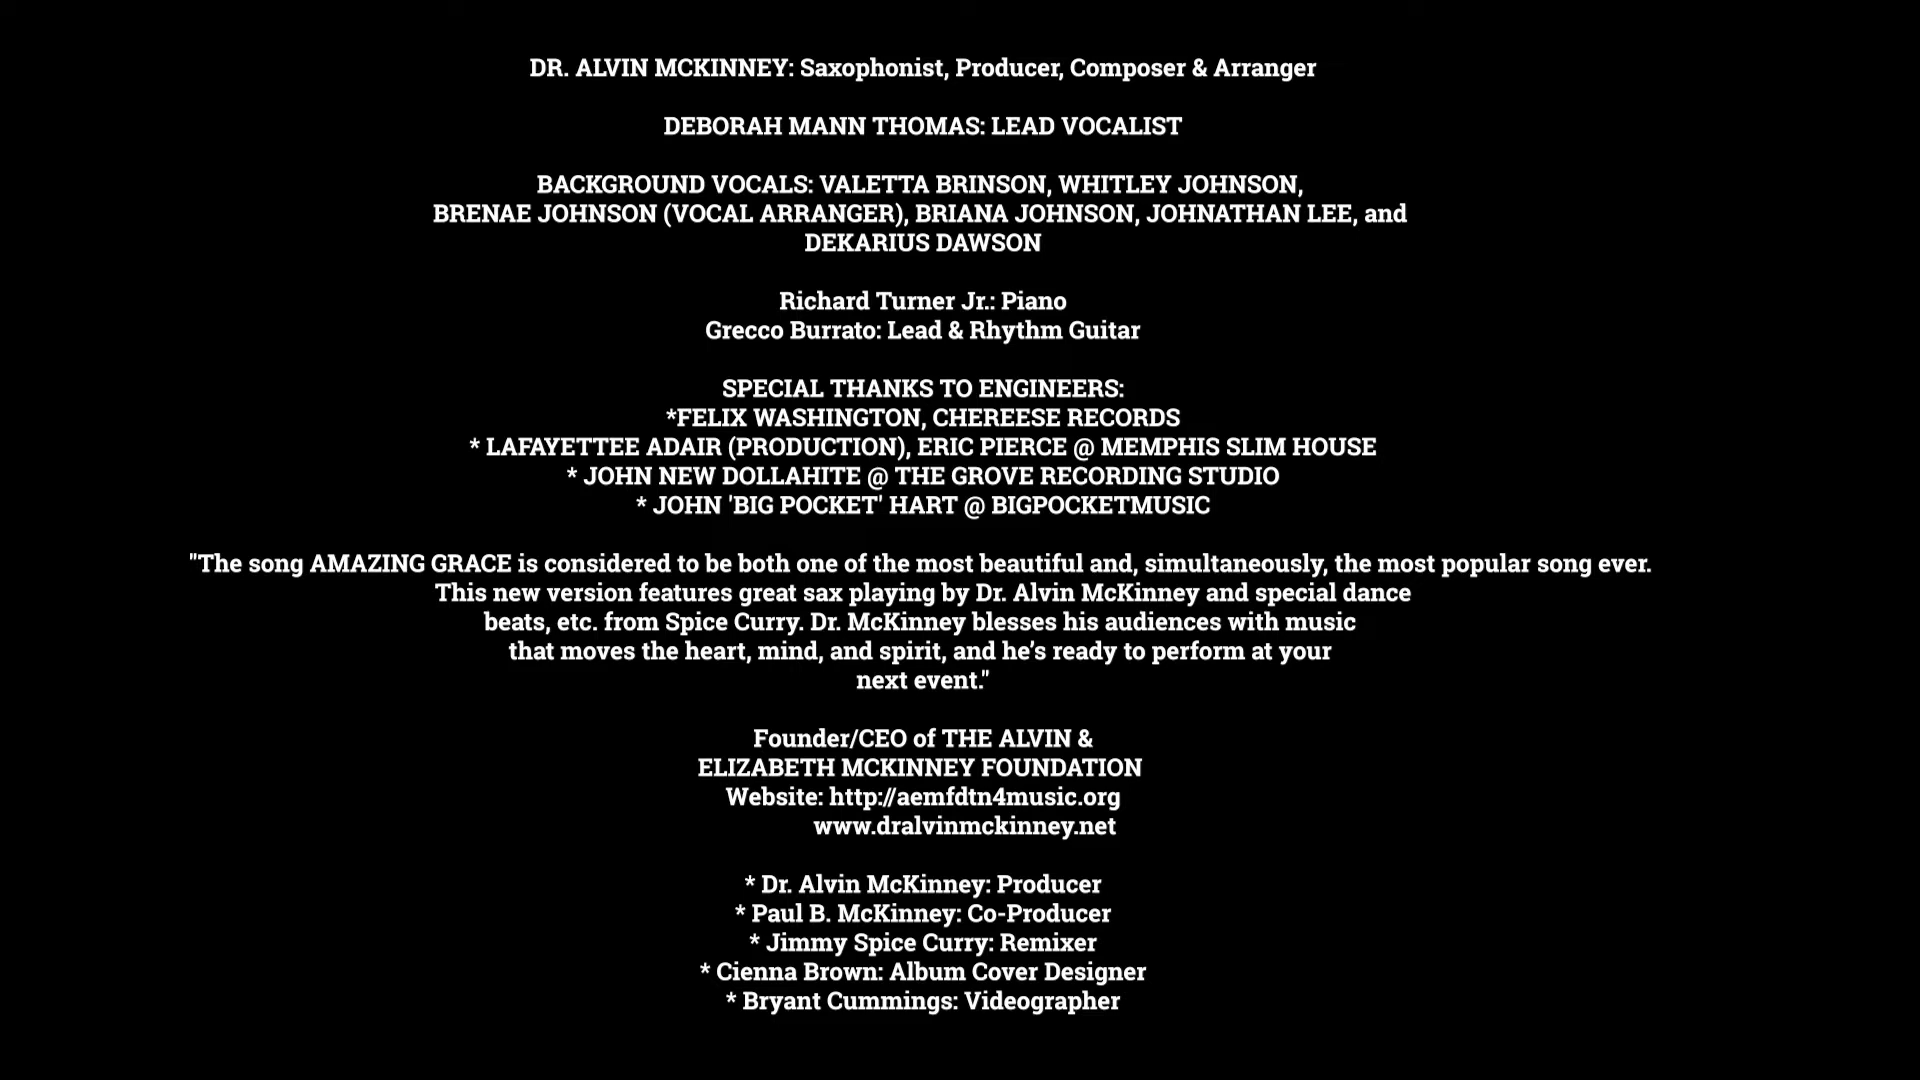 DR. ALVIN MCKINNEY: Saxophonist, Producer, Composer & Arranger
DEBORAH MANN THOMAS: LEAD VOCALIST
BACKGROUND VOCALS: VALETTA BRINSON, WHITLEY JOHNSON,
BRENAE JOHNSON (VOCAL ARRANGER), BRIANA JOHNSON, JOHNATHAN LEE, and
DEKARIUS DAWSON
Richard Turner Jr.: Piano
Grecco Burrato: Lead & Rhythm Guitar
SPECIAL THANKS TO ENGINEERS:
*FELIX WASHINGTON, CHEREESE RECORDS
* LAFAYETTEE ADAIR (PRODUCTION), ERIC PIERCE @ MEMPHIS SLIM HOUSE
* JOHN NEW DOLLAHITE @ THE GROVE RECORDING STUDIO
* JOHN 'BIG POCKET' HART @ BIGPOCKETMUSIC
"The song AMAZING GRACE is considered to be both one of the most beautiful and, simultaneously, the most popular song ever.
This new version features great sax playing by Dr. Alvin McKinney and special dance
beats, etc. from Spice Curry. Dr. McKinney blesses his audiences with music
that moves the heart, mind, and spirit, and he’s ready to perform at your
next event."
Founder/CEO of THE ALVIN &
ELIZABETH MCKINNEY FOUNDATION
Website: http://aemfdtn4music.org
www.dralvinmckinney.net
* Dr. Alvin McKinney: Producer
* Paul B. McKinney: Co-Producer
* Jimmy Spice Curry: Remixer
* Cienna Brown: Album Cover Designer
* Bryant Cummings: Videographer